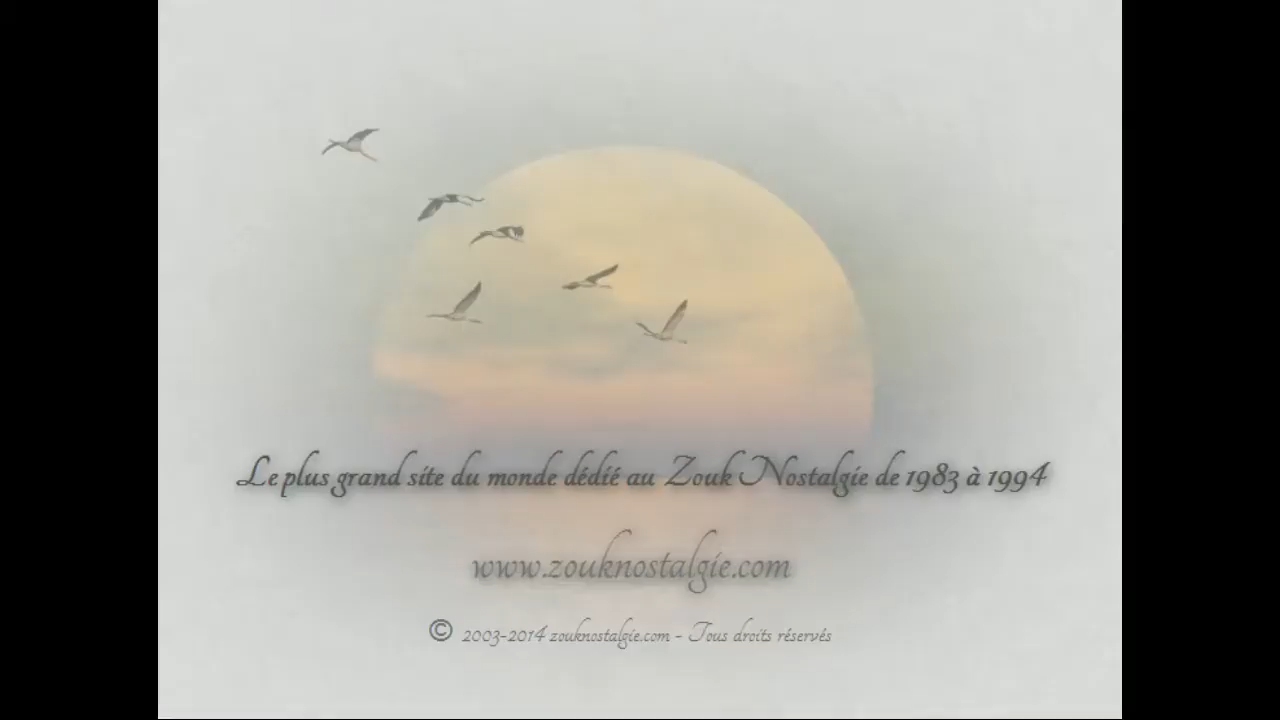 Le plus grand site du monde dédié au Zouk Nostalgie de 1983 à 1994
www.zouknostalgie.com
© 2003-2014 zouknostalgie.com - Tous droits réservés